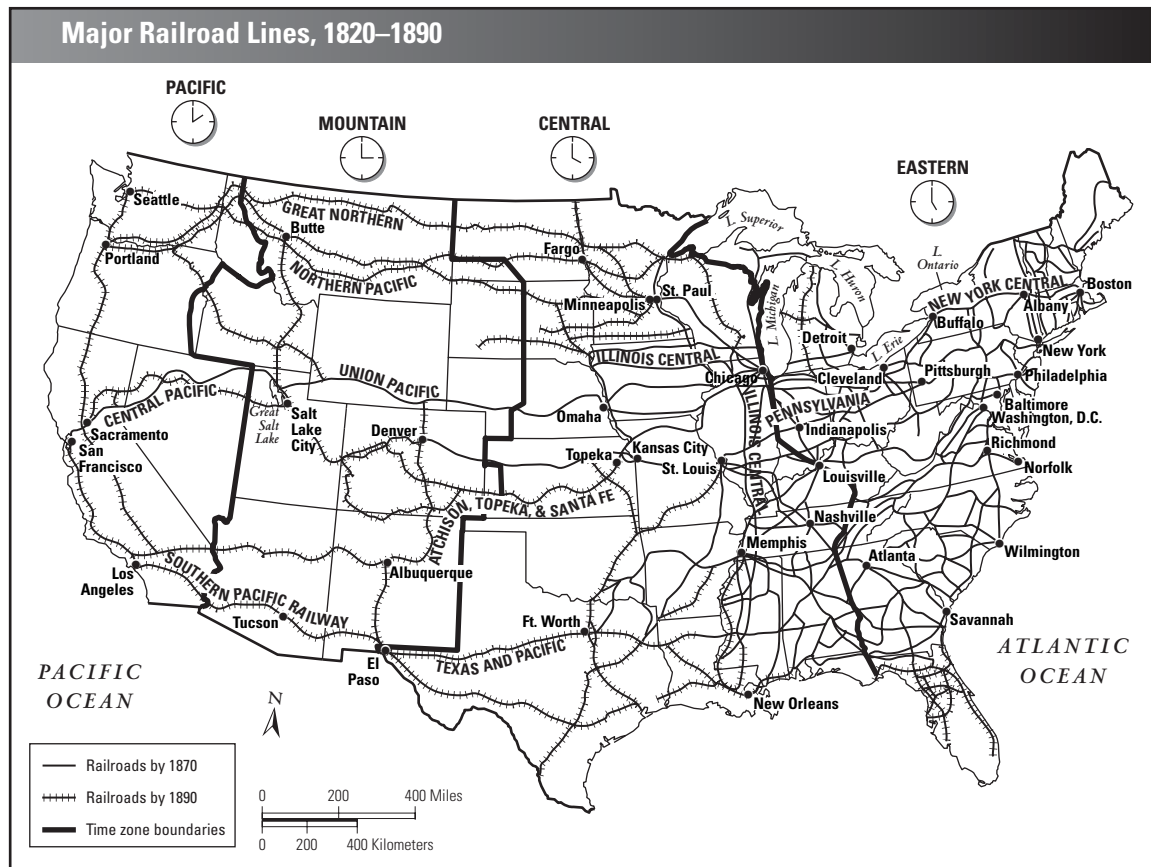 Major Railroad Lines, 1820–1890
PACIFIC
MOUNTAIN
CENTRAL
EASTERN
Seattle
GREAT NORTHERN
Butte
Portland
NORTHERN PACIFIC
Fargo
L. Superior
L. Huron
L. Michigan
L. Ontario
L. Erie
St. Paul
Minneapolis
NEW YORK CENTRAL
Boston
Albany
Buffalo
Detroit
New York
ILLINOIS CENTRAL
Chicago
Cleveland
Pittsburgh
Philadelphia
UNION PACIFIC
CENTRAL PACIFIC
Great
Salt
Lake
Salt
Lake
City
Omaha
PENNSYLVANIA
Baltimore
Washington, D.C.
Sacramento
San
Francisco
Denver
Indianapolis
Richmond
Topeka
Kansas City
St. Louis
ILLINOIS CENTRAL
Louisville
Norfolk
ATCHISON, TOPEKA, & SANTA FE
Nashville
Memphis
Wilmington
Atlanta
Los
Angeles
Albuquerque
SOUTHERN PACIFIC RAILWAY
Tucson
Ft. Worth
Savannah
El
Paso
TEXAS AND PACIFIC
New Orleans
PACIFIC
OCEAN
ATLANTIC
OCEAN
N
Railroads by 1870
Railroads by 1890
Time zone boundaries
0 200 400 Miles
0 200 400 Kilometers